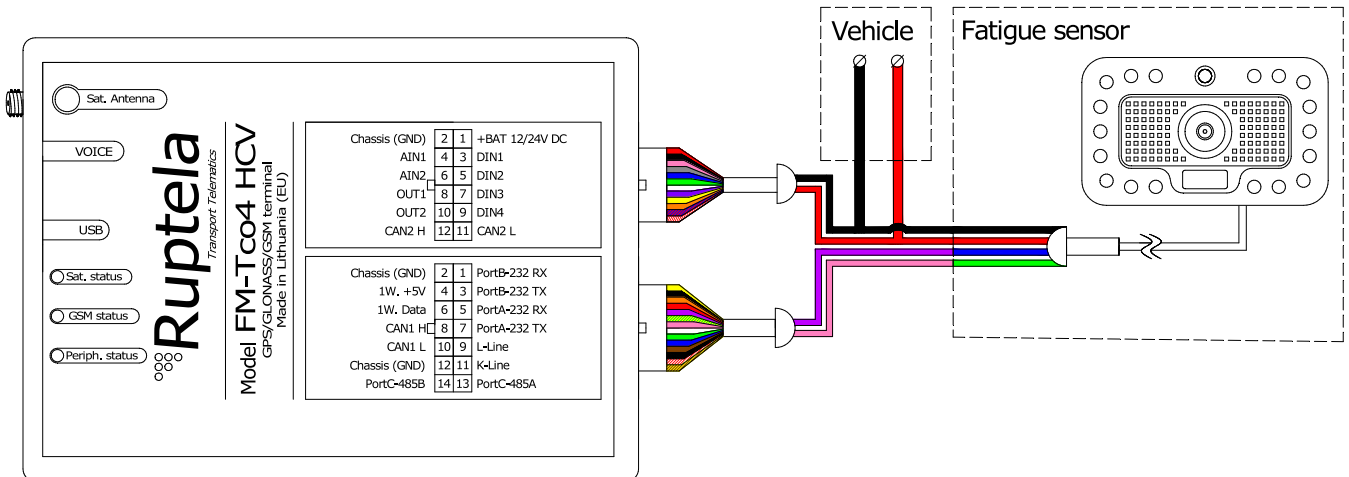 Vehicle
Fatigue sensor
Sat. Antenna
VOICE
USB
Sat. status
GSM status
Periph. status
Ruptela
Transport Telematics
Model FM-Tco4 HCV
GPS/GLONASS/GSM terminal
Made in Lithuania (EU)
Chassis (GND) 2 1 +BAT 12/24V DC
AIN1 4 3 DIN1
AIN2 6 5 DIN2
OUT1 8 7 DIN3
OUT2 10 9 DIN4
CAN2 H 12 11 CAN2 L
Chassis (GND) 2 1 PortB-232 RX
1W. +5V 4 3 PortB-232 TX
1W. Data 6 5 PortA-232 RX
CAN1 H 8 7 PortA-232 TX
CAN1 L 10 9 L-Line
Chassis (GND) 12 11 K-Line
PortC-485B 14 13 PortC-485A